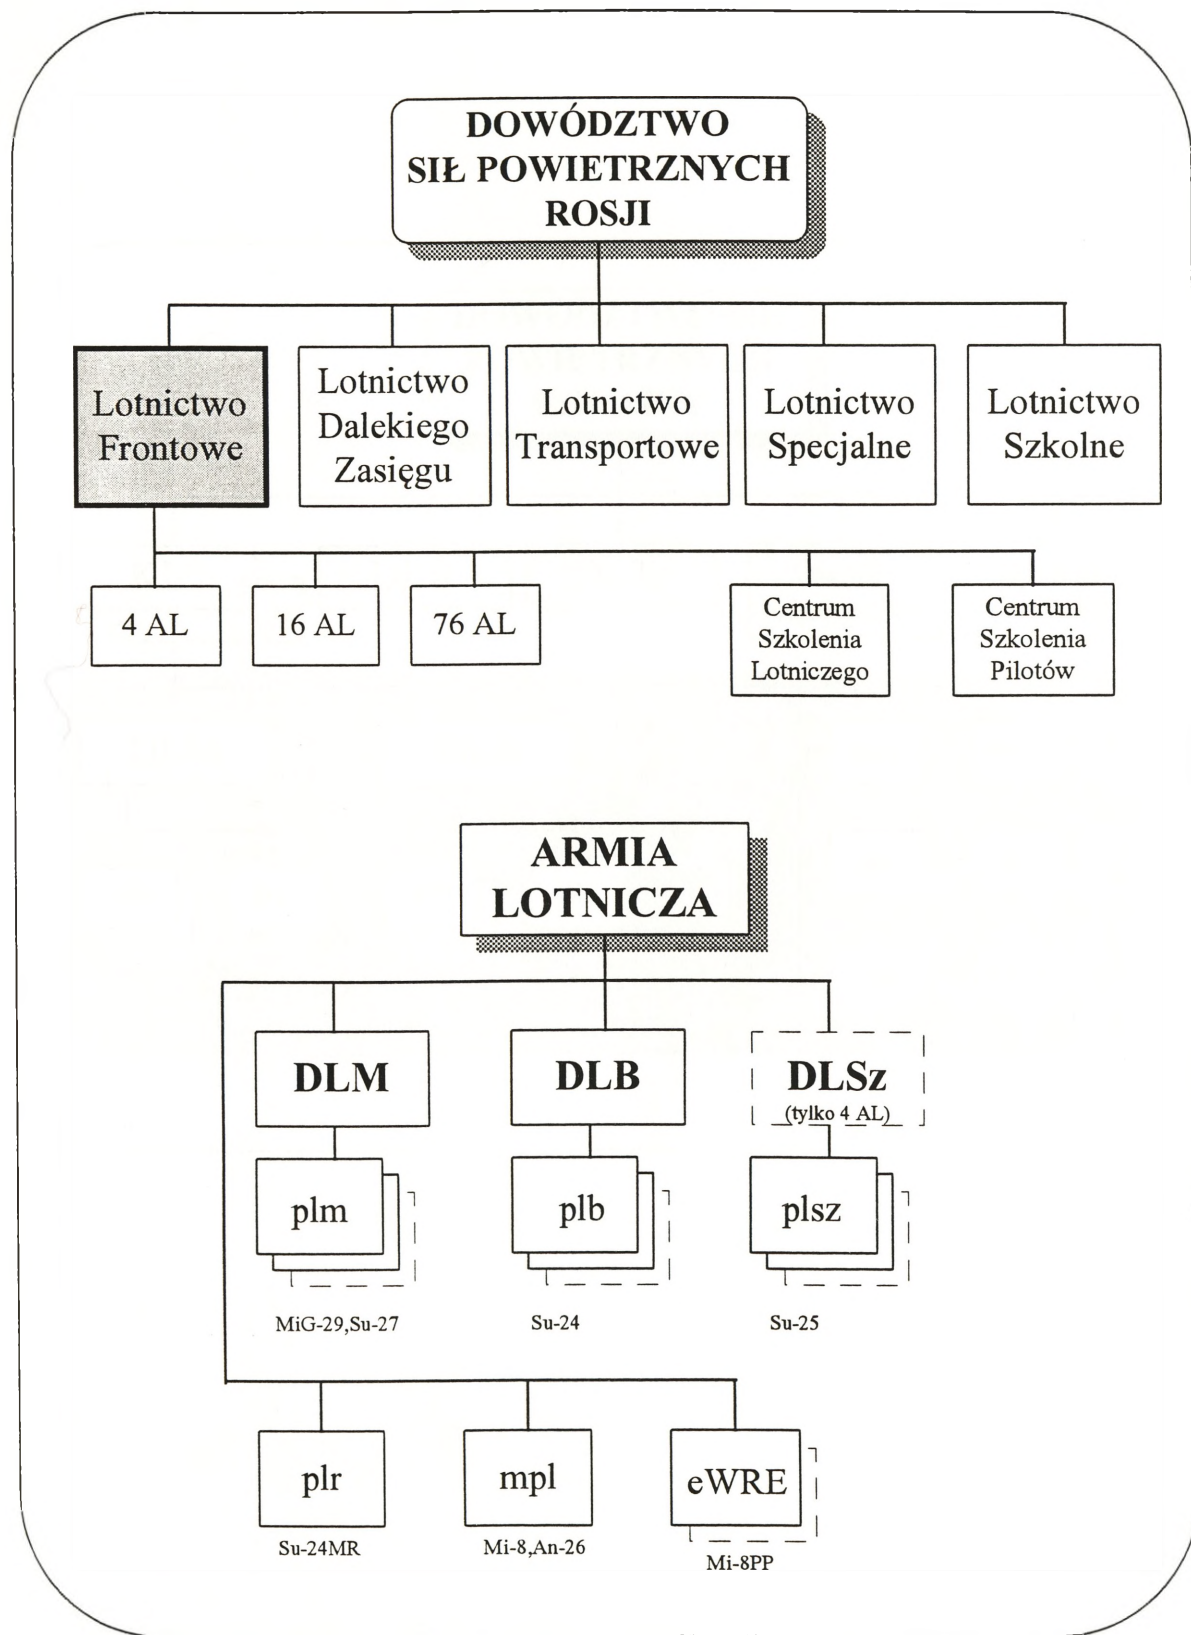 DOWÓDZTWO
SIŁ POWIETRZNYCH
ROSJI
Lotnictwo
Frontowe
Lotnictwo
Dalekiego
Zasięgu
Lotnictwo
Transportowe
Lotnictwo
Specjalne
Lotnictwo
Szkolne
4 AL
16 AL
76 AL
Centrum
Szkolenia
Lotniczego
Centrum
Szkolenia
Pilotów
ARMIA
LOTNICZA
DLM
DLB
DLSz
(tylko 4 AL)
plm
plb
plsz
MiG-29,Su-27
Su-24
Su-25
plr
mpl
eWRE
Su-24MR
Mi-8,An-26
Mi-8PP